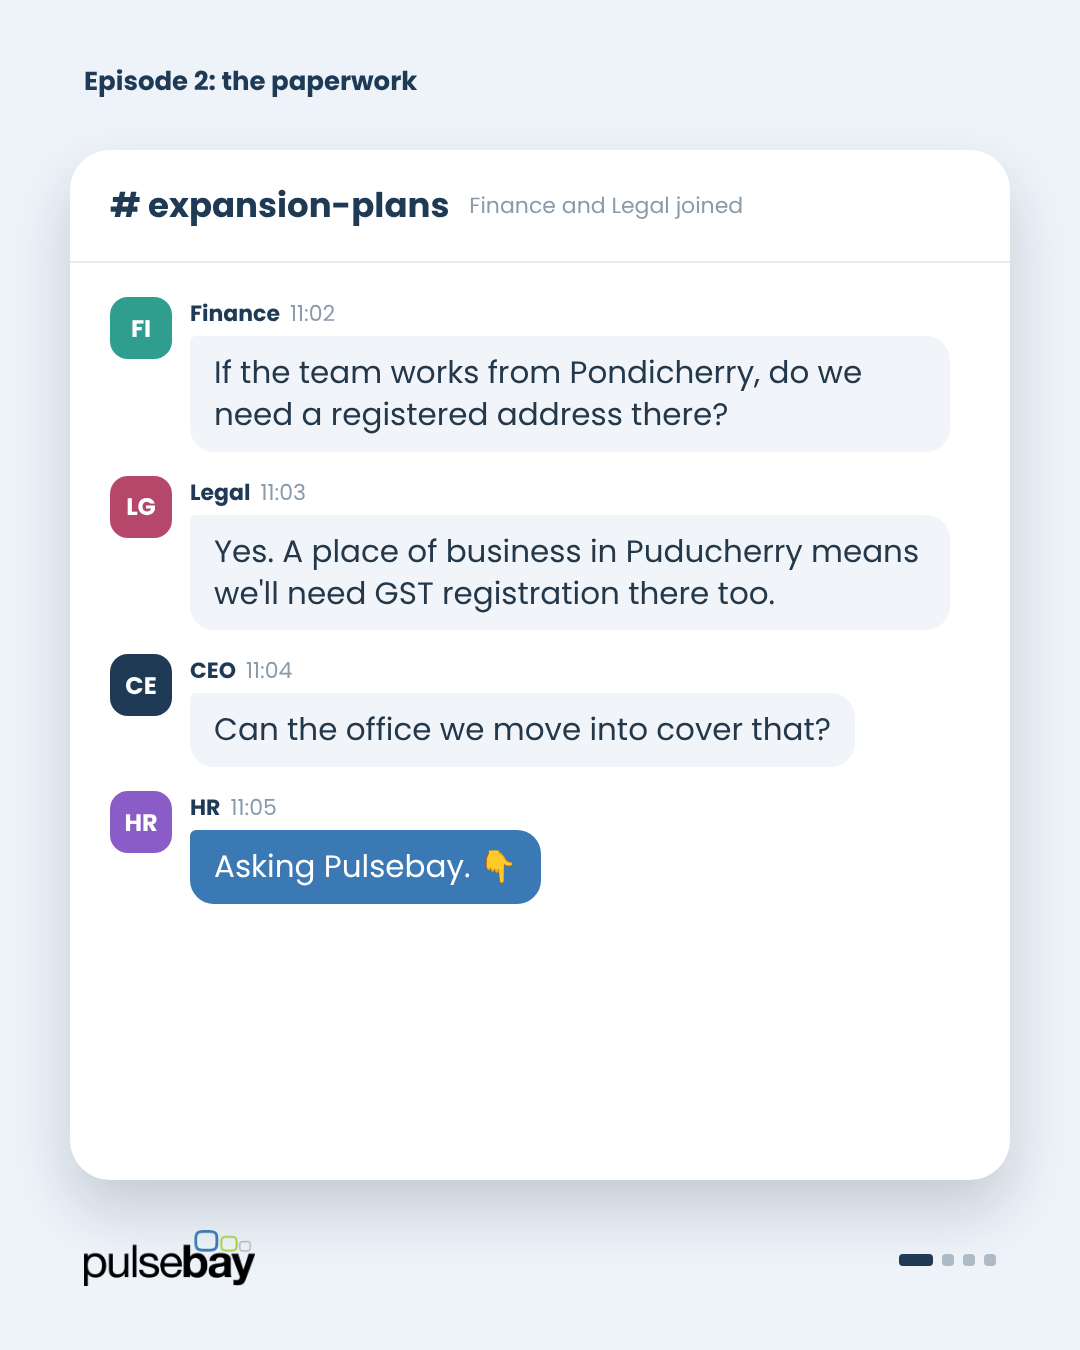 Episode 2: the paperwork
# expansion-plans Finance and Legal joined
FI
Finance 11:02
If the team works from Pondicherry, do we
need a registered address there?
LG
Legal 11:03
Yes. A place of business in Puducherry means
we'll need GST registration there too.
CE
CEO 11:04
Can the office we move into cover that?
HR
HR 11:05
Asking Pulsebay. 👇
pulsebay